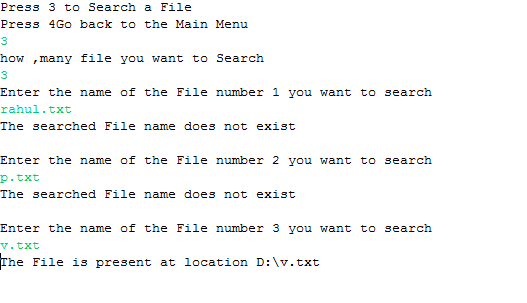 Press 3 to Search a File
Press 4Go back to the Main Menu
3
how ,many file you want to Search
3
Enter the name of the File number 1 you want to search
rahul.txt
The searched File name does not exist
Enter the name of the File number 2 you want to search
p.txt
The searched File name does not exist
Enter the name of the File number 3 you want to search
v.txt
The File is present at location D:\v.txt